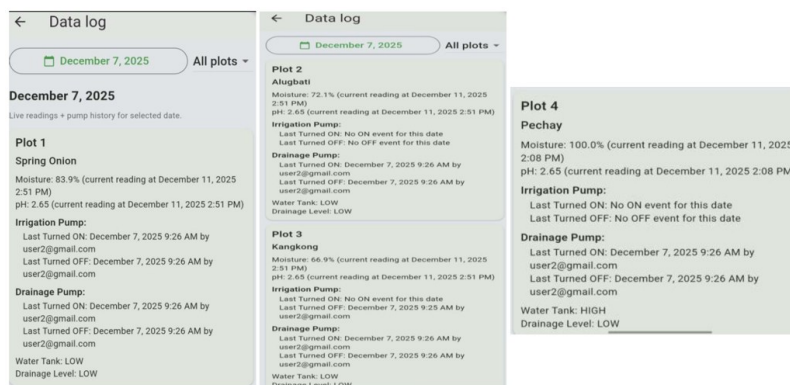 Data log
December 7, 2025
All plots
December 7, 2025
Live readings + pump history for selected date.
Plot 1
Spring Onion
Moisture: 83.9% (current reading at December 11, 2025
2:51 PM)
pH: 2.65 (current reading at December 11, 2025 2:51 PM)
Irrigation Pump:
Last Turned ON: December 7, 2025 9:26 AM by
user2@gmail.com
Last Turned OFF: December 7, 2025 9:26 AM by
user2@gmail.com
Drainage Pump:
Last Turned ON: December 7, 2025 9:26 AM by
user2@gmail.com
Last Turned OFF: December 7, 2025 9:26 AM by
user2@gmail.com
Water Tank: LOW
Drainage Level: LOW
Data log
December 7, 2025
All plots
Plot 2
Alugbati
Moisture: 72.1% (current reading at December 11, 2025
2:51 PM)
pH: 2.65 (current reading at December 11, 2025 2:51 PM)
Irrigation Pump:
Last Turned ON: No ON event for this date
Last Turned OFF: No OFF event for this date
Drainage Pump:
Last Turned ON: December 7, 2025 9:26 AM by
user2@gmail.com
Last Turned OFF: December 7, 2025 9:26 AM by
user2@gmail.com
Water Tank: LOW
Drainage Level: LOW
Plot 3
Kangkong
Moisture: 66.9% (current reading at December 11, 2025
2:51 PM)
pH: 2.65 (current reading at December 11, 2025 2:51 PM)
Irrigation Pump:
Last Turned ON: No ON event for this date
Last Turned OFF: December 7, 2025 9:25 AM by
user2@gmail.com
Drainage Pump:
Last Turned ON: December 7, 2025 9:26 AM by
user2@gmail.com
Last Turned OFF: December 7, 2025 9:26 AM by
user2@gmail.com
Water Tank: LOW
Drainage Level: LOW
Plot 4
Pechay
Moisture: 100.0% (current reading at December 11, 2025
2:08 PM)
pH: 2.65 (current reading at December 11, 2025 2:08 PM
Irrigation Pump:
Last Turned ON: No ON event for this date
Last Turned OFF: No OFF event for this date
Drainage Pump:
Last Turned ON: December 7, 2025 9:26 AM by
user2@gmail.com
Last Turned OFF: December 7, 2025 9:26 AM by
user2@gmail.com
Water Tank: HIGH
Drainage Level: LOW